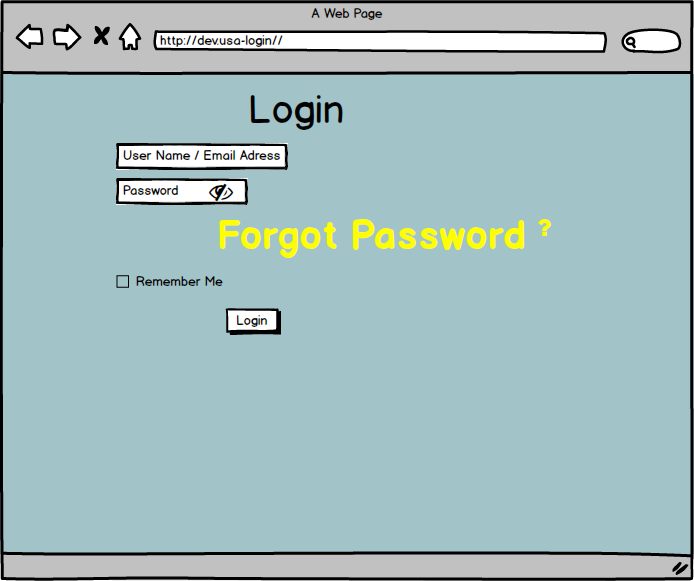 A Web Page
http://dev.usa-login//
Login
User Name / Email Adress
Password
Forgot Password ?
Remember Me
Login